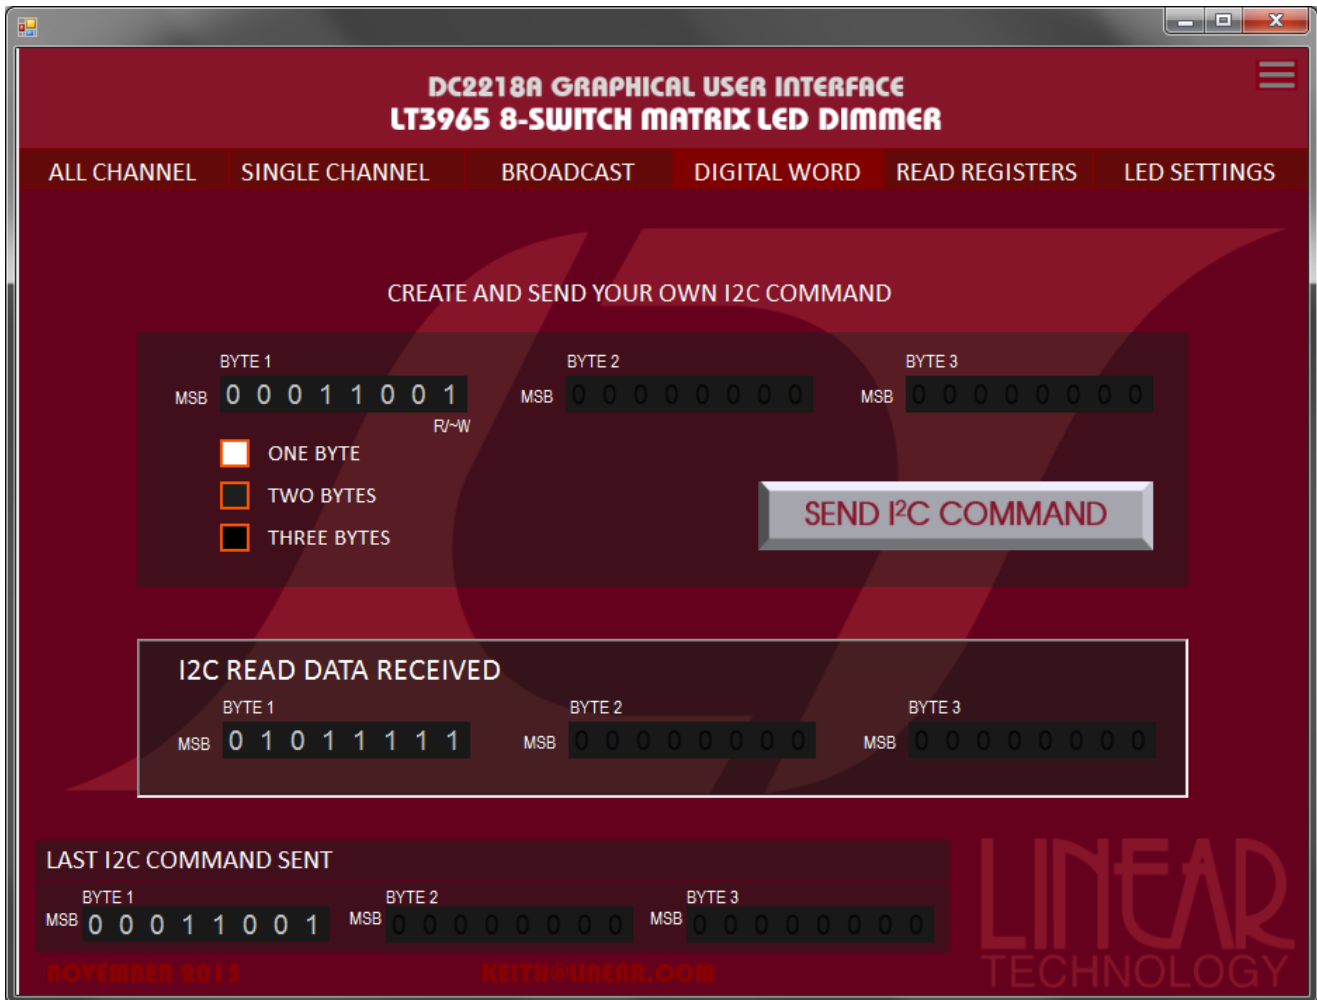 DC2218A GRAPHICAL USER INTERFACE
LT3965 8-SWITCH MATRIX LED DIMMER
ALL CHANNEL SINGLE CHANNEL BROADCAST DIGITAL WORD READ REGISTERS LED SETTINGS
CREATE AND SEND YOUR OWN I2C COMMAND
BYTE 1 BYTE 2 BYTE 3
MSB 0 0 0 1 1 0 0 1 MSB 0 0 0 0 0 0 0 0 MSB 0 0 0 0 0 0 0 0
R/~W
ONE BYTE
TWO BYTES
THREE BYTES
SEND I²C COMMAND
I2C READ DATA RECEIVED
BYTE 1 BYTE 2 BYTE 3
MSB 0 1 0 1 1 1 1 1 MSB 0 0 0 0 0 0 0 0 MSB 0 0 0 0 0 0 0 0
LAST I2C COMMAND SENT
BYTE 1 BYTE 2 BYTE 3
MSB 0 0 0 1 1 0 0 1 MSB 0 0 0 0 0 0 0 0 MSB 0 0 0 0 0 0 0 0
NOVEMBER 2015 KEITH@LINEAR.COM
LINEAR
TECHNOLOGY